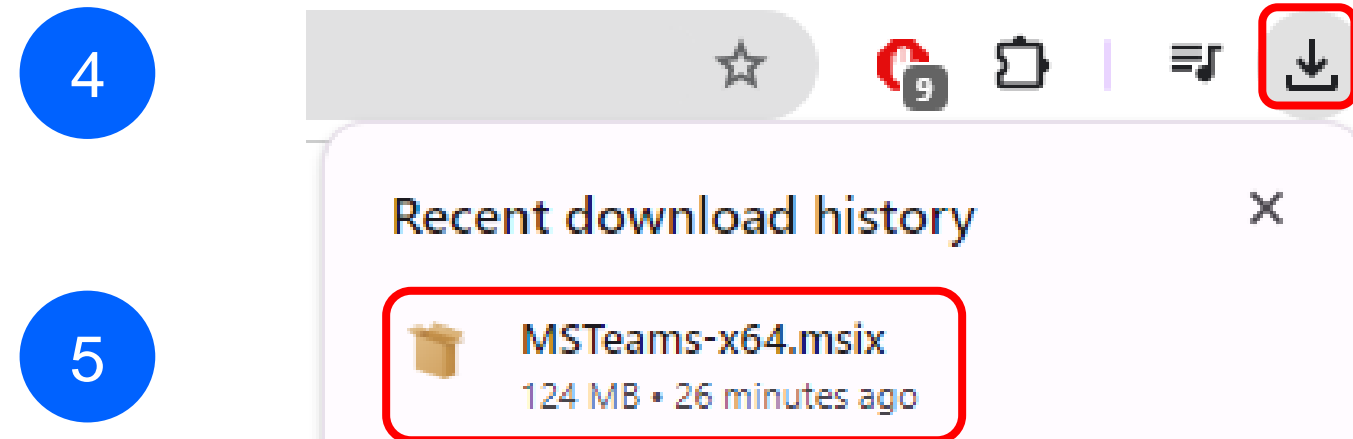 4
9
Recent download history
5
MSTeams-x64.msix
124 MB • 26 minutes ago